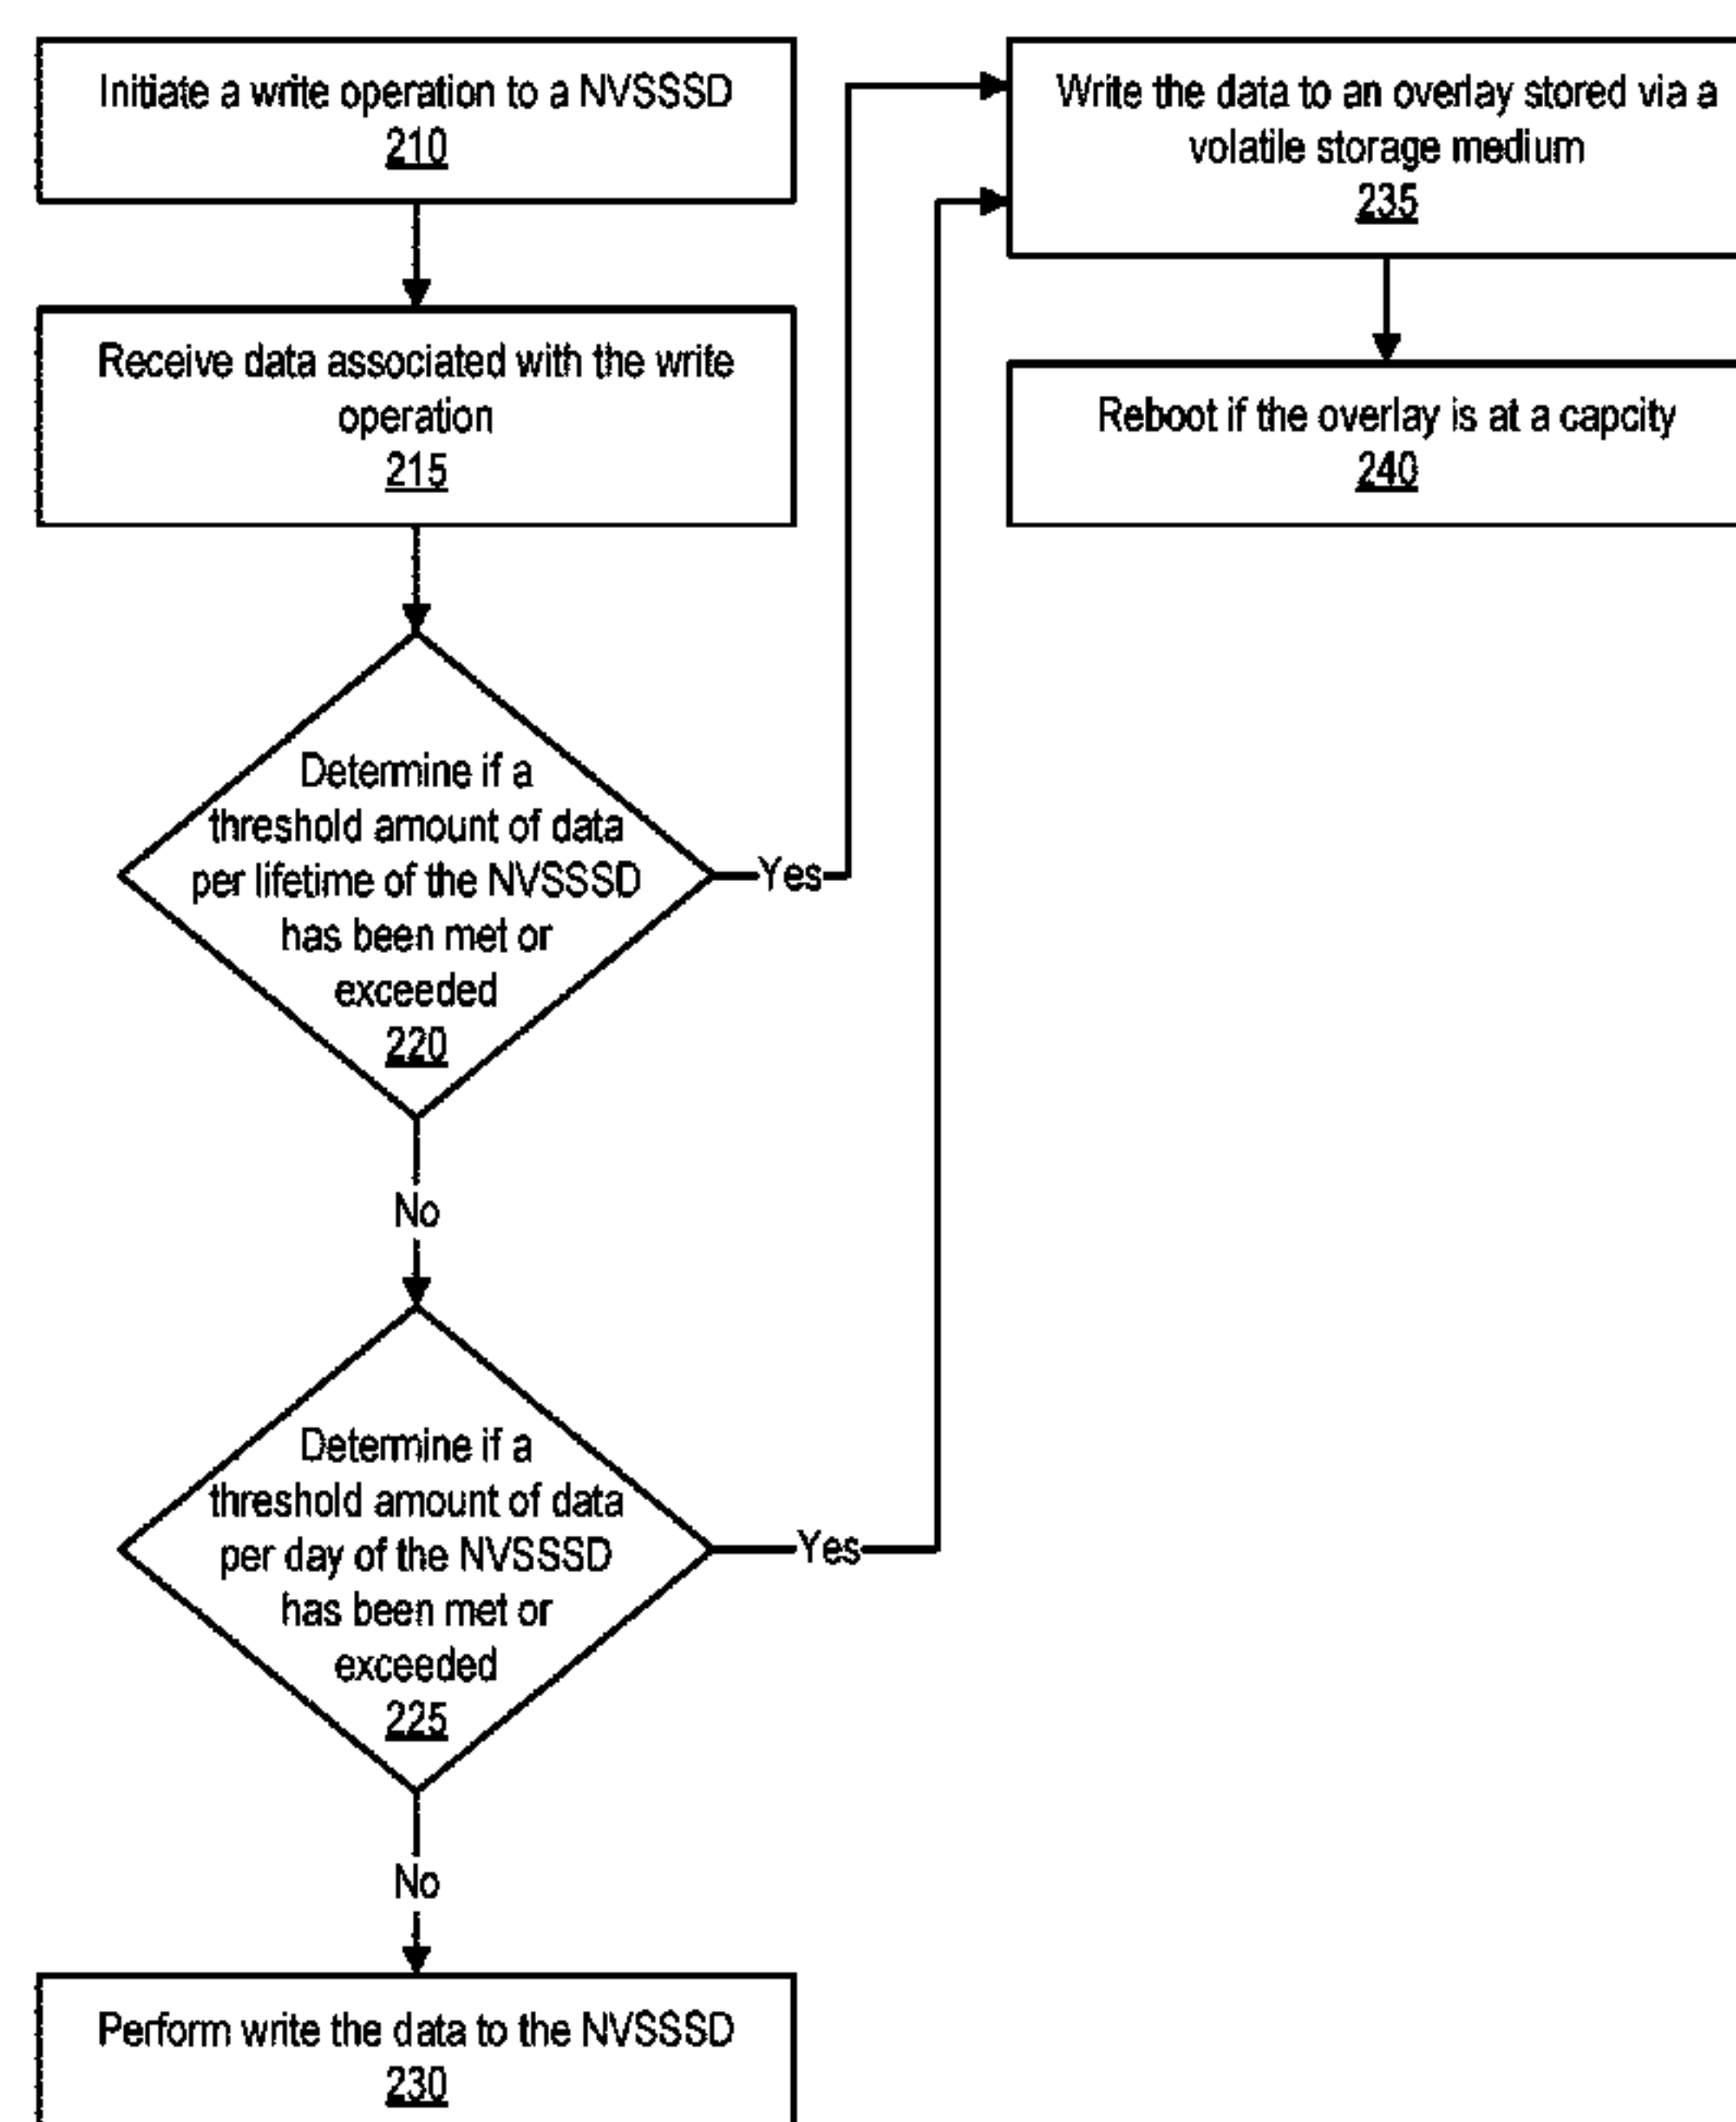 Initiate a write operation to a NVSSSD
210
Receive data associated with the write
operation
215
Determine if a
threshold amount of data
per lifetime of the NVSSSD
has been met or
exceeded
220
Yes
No
Determine if a
threshold amount of data
per day of the NVSSSD
has been met or
exceeded
225
Yes
No
Perform write the data to the NVSSSD
230
Write the data to an overlay stored via a
volatile storage medium
235
Reboot if the overlay is at a capcity
240